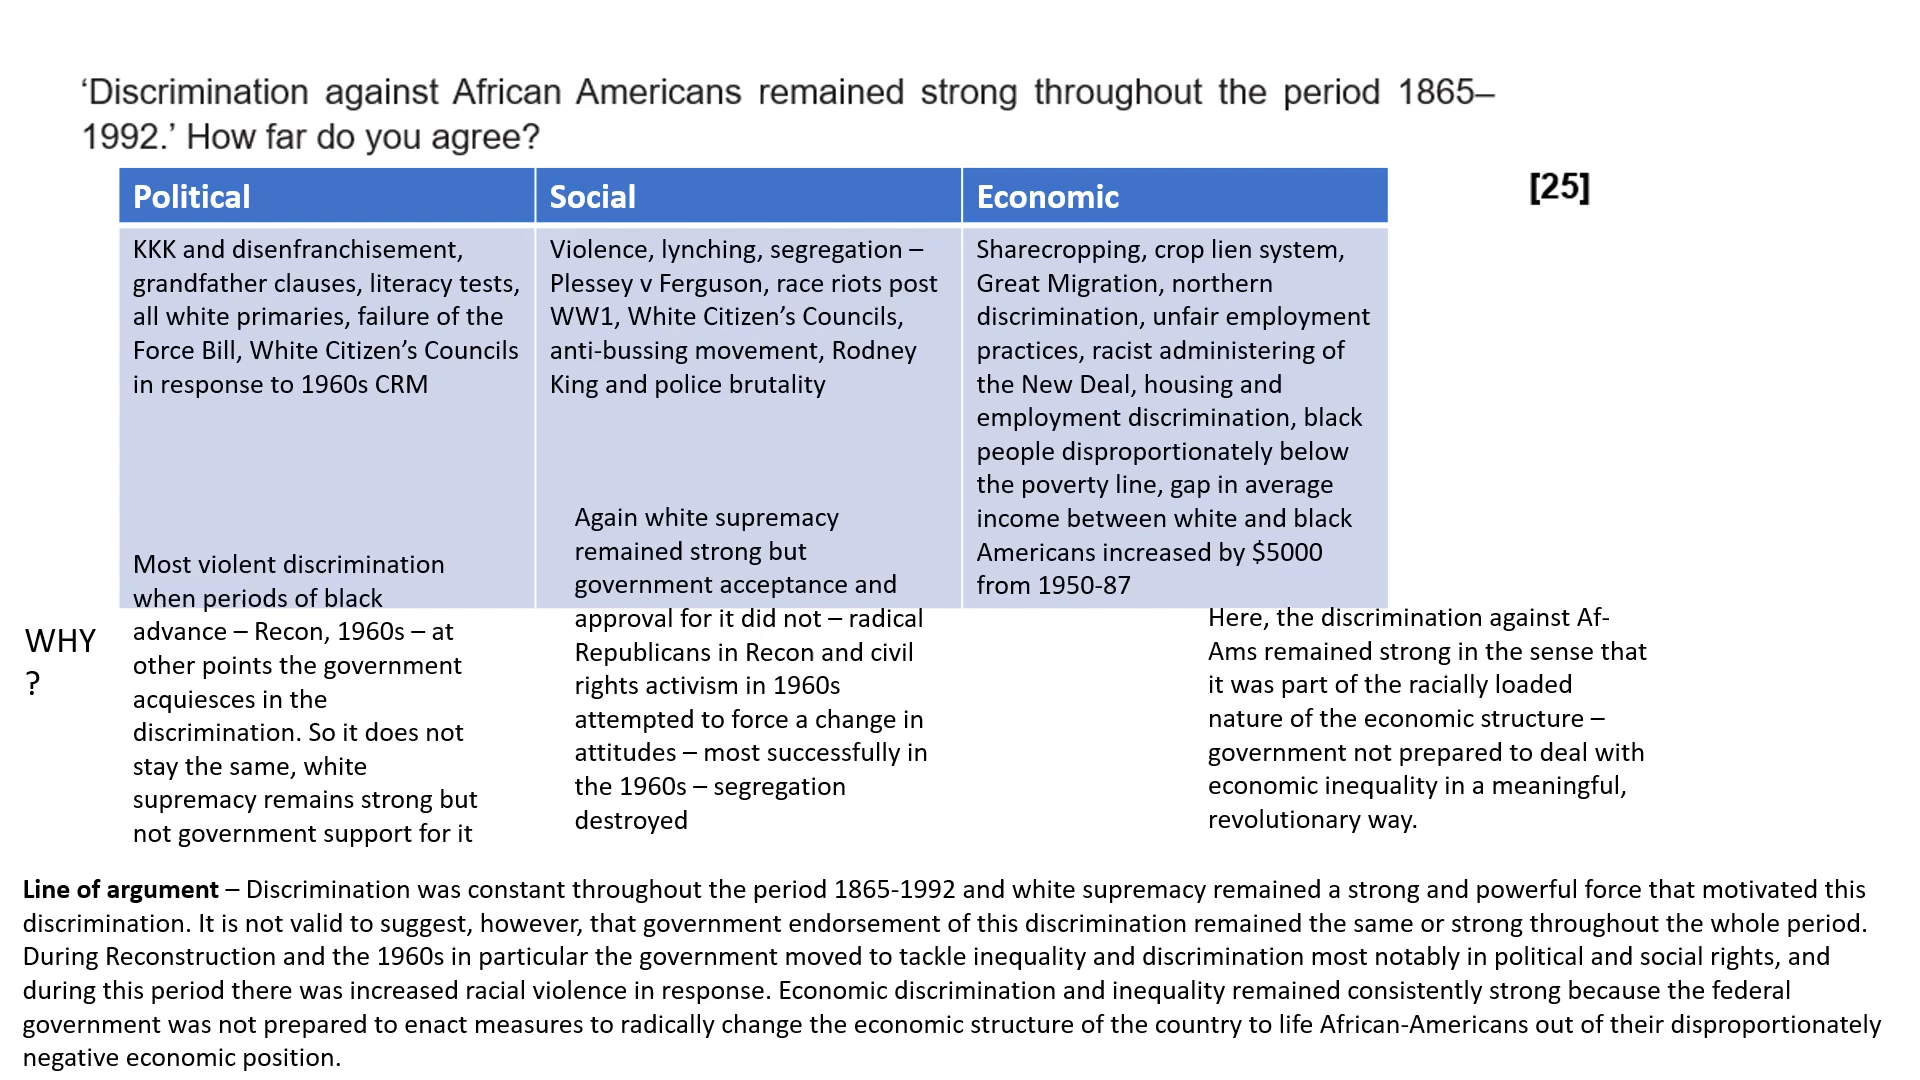 ‘Discrimination against African Americans remained strong throughout the period 1865–
1992.’ How far do you agree?
[25]
Political
Social
Economic
KKK and disenfranchisement,
grandfather clauses, literacy tests,
all white primaries, failure of the
Force Bill, White Citizen’s Councils
in response to 1960s CRM
Violence, lynching, segregation –
Plessey v Ferguson, race riots post
WW1, White Citizen’s Councils,
anti-bussing movement, Rodney
King and police brutality
Sharecropping, crop lien system,
Great Migration, northern
discrimination, unfair employment
practices, racist administering of
the New Deal, housing and
employment discrimination, black
people disproportionately below
the poverty line, gap in average
income between white and black
Americans increased by $5000
from 1950-87
WHY
?
Most violent discrimination
when periods of black
advance – Recon, 1960s – at
other points the government
acquiesces in the
discrimination. So it does not
stay the same, white
supremacy remains strong but
not government support for it
Again white supremacy
remained strong but
government acceptance and
approval for it did not – radical
Republicans in Recon and civil
rights activism in 1960s
attempted to force a change in
attitudes – most successfully in
the 1960s – segregation
destroyed
Here, the discrimination against Af-
Ams remained strong in the sense that
it was part of the racially loaded
nature of the economic structure –
government not prepared to deal with
economic inequality in a meaningful,
revolutionary way.
Line of argument – Discrimination was constant throughout the period 1865-1992 and white supremacy remained a strong and powerful force that motivated this
discrimination. It is not valid to suggest, however, that government endorsement of this discrimination remained the same or strong throughout the whole period.
During Reconstruction and the 1960s in particular the government moved to tackle inequality and discrimination most notably in political and social rights, and
during this period there was increased racial violence in response. Economic discrimination and inequality remained consistently strong because the federal
government was not prepared to enact measures to radically change the economic structure of the country to life African-Americans out of their disproportionately
negative economic position.